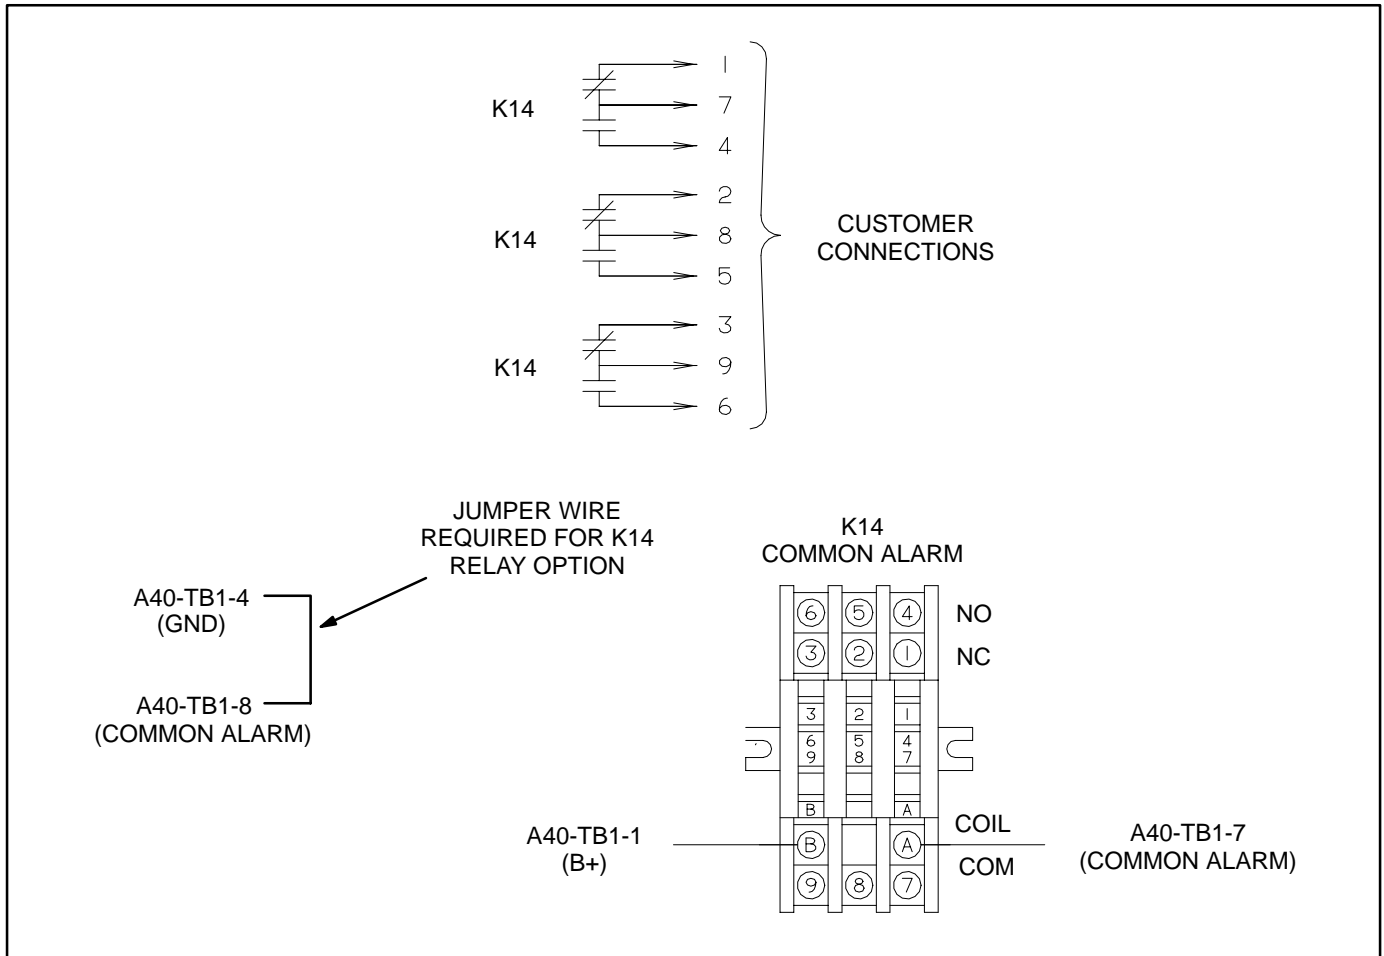 K14
1
7
4
K14
2
8
5
K14
3
9
6
CUSTOMER
CONNECTIONS
JUMPER WIRE
REQUIRED FOR K14
RELAY OPTION
A40-TB1-4
(GND)
A40-TB1-8
(COMMON ALARM)
K14
COMMON ALARM
6 5 4 NO
3 2 1 NC
3 2 1
6 5 4
9 8 7
B A
A40-TB1-1
(B+)
B A COIL
9 8 7 COM
A40-TB1-7
(COMMON ALARM)